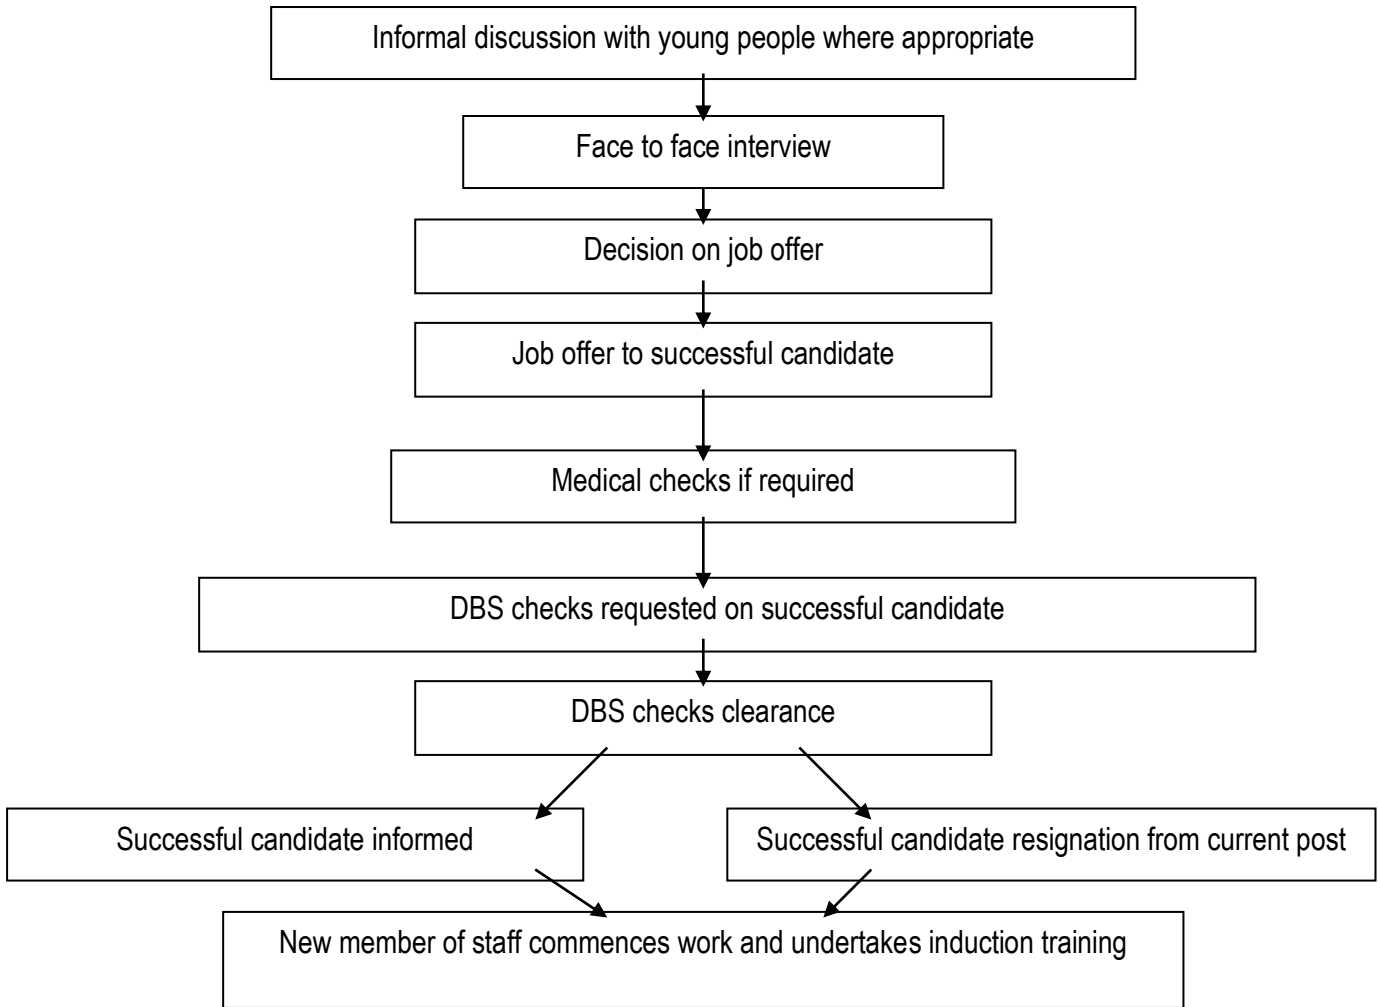 Informal discussion with young people where appropriate
Face to face interview
Decision on job offer
Job offer to successful candidate
Medical checks if required
DBS checks requested on successful candidate
DBS checks clearance
Successful candidate informed
Successful candidate resignation from current post
New member of staff commences work and undertakes induction training